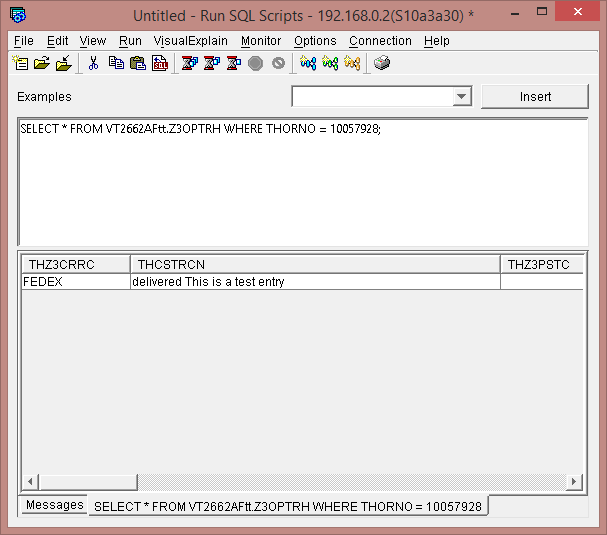 Untitled - Run SQL Scripts - 192.168.0.2(S10a3a30) *
File Edit View Run VisualExplain Monitor Options Connection Help
SQL
Examples Insert
SELECT * FROM VT2662AFtt.Z3OPTRH WHERE THORNO = 10057928;
THZ3CRRC THCSTRCN THZ3PSTC
FEDEX delivered This is a test entry
Messages SELECT * FROM VT2662AFtt.Z3OPTRH WHERE THORNO = 10057928